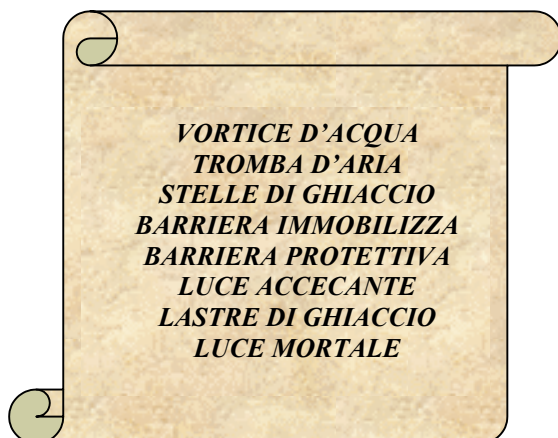 VORTICE D’ACQUA
TROMBA D’ARIA
STELLE DI GHIACCIO
BARRIERA IMMOBILIZZA
BARRIERA PROTETTIVA
LUCE ACCECANTE
LASTRE DI GHIACCIO
LUCE MORTALE